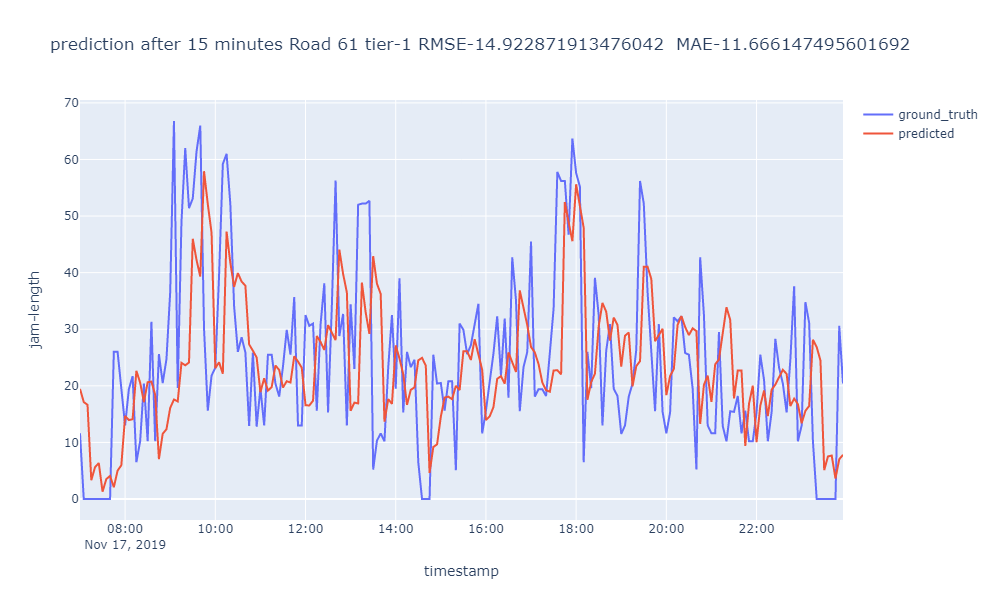 prediction after 15 minutes Road 61 tier-1 RMSE-14.922871913476042  MAE-11.666147495601692
ground_truth
predicted
jam-length
70
60
50
40
30
20
10
0
08:00 10:00 12:00 14:00 16:00 18:00 20:00 22:00
Nov 17, 2019
timestamp